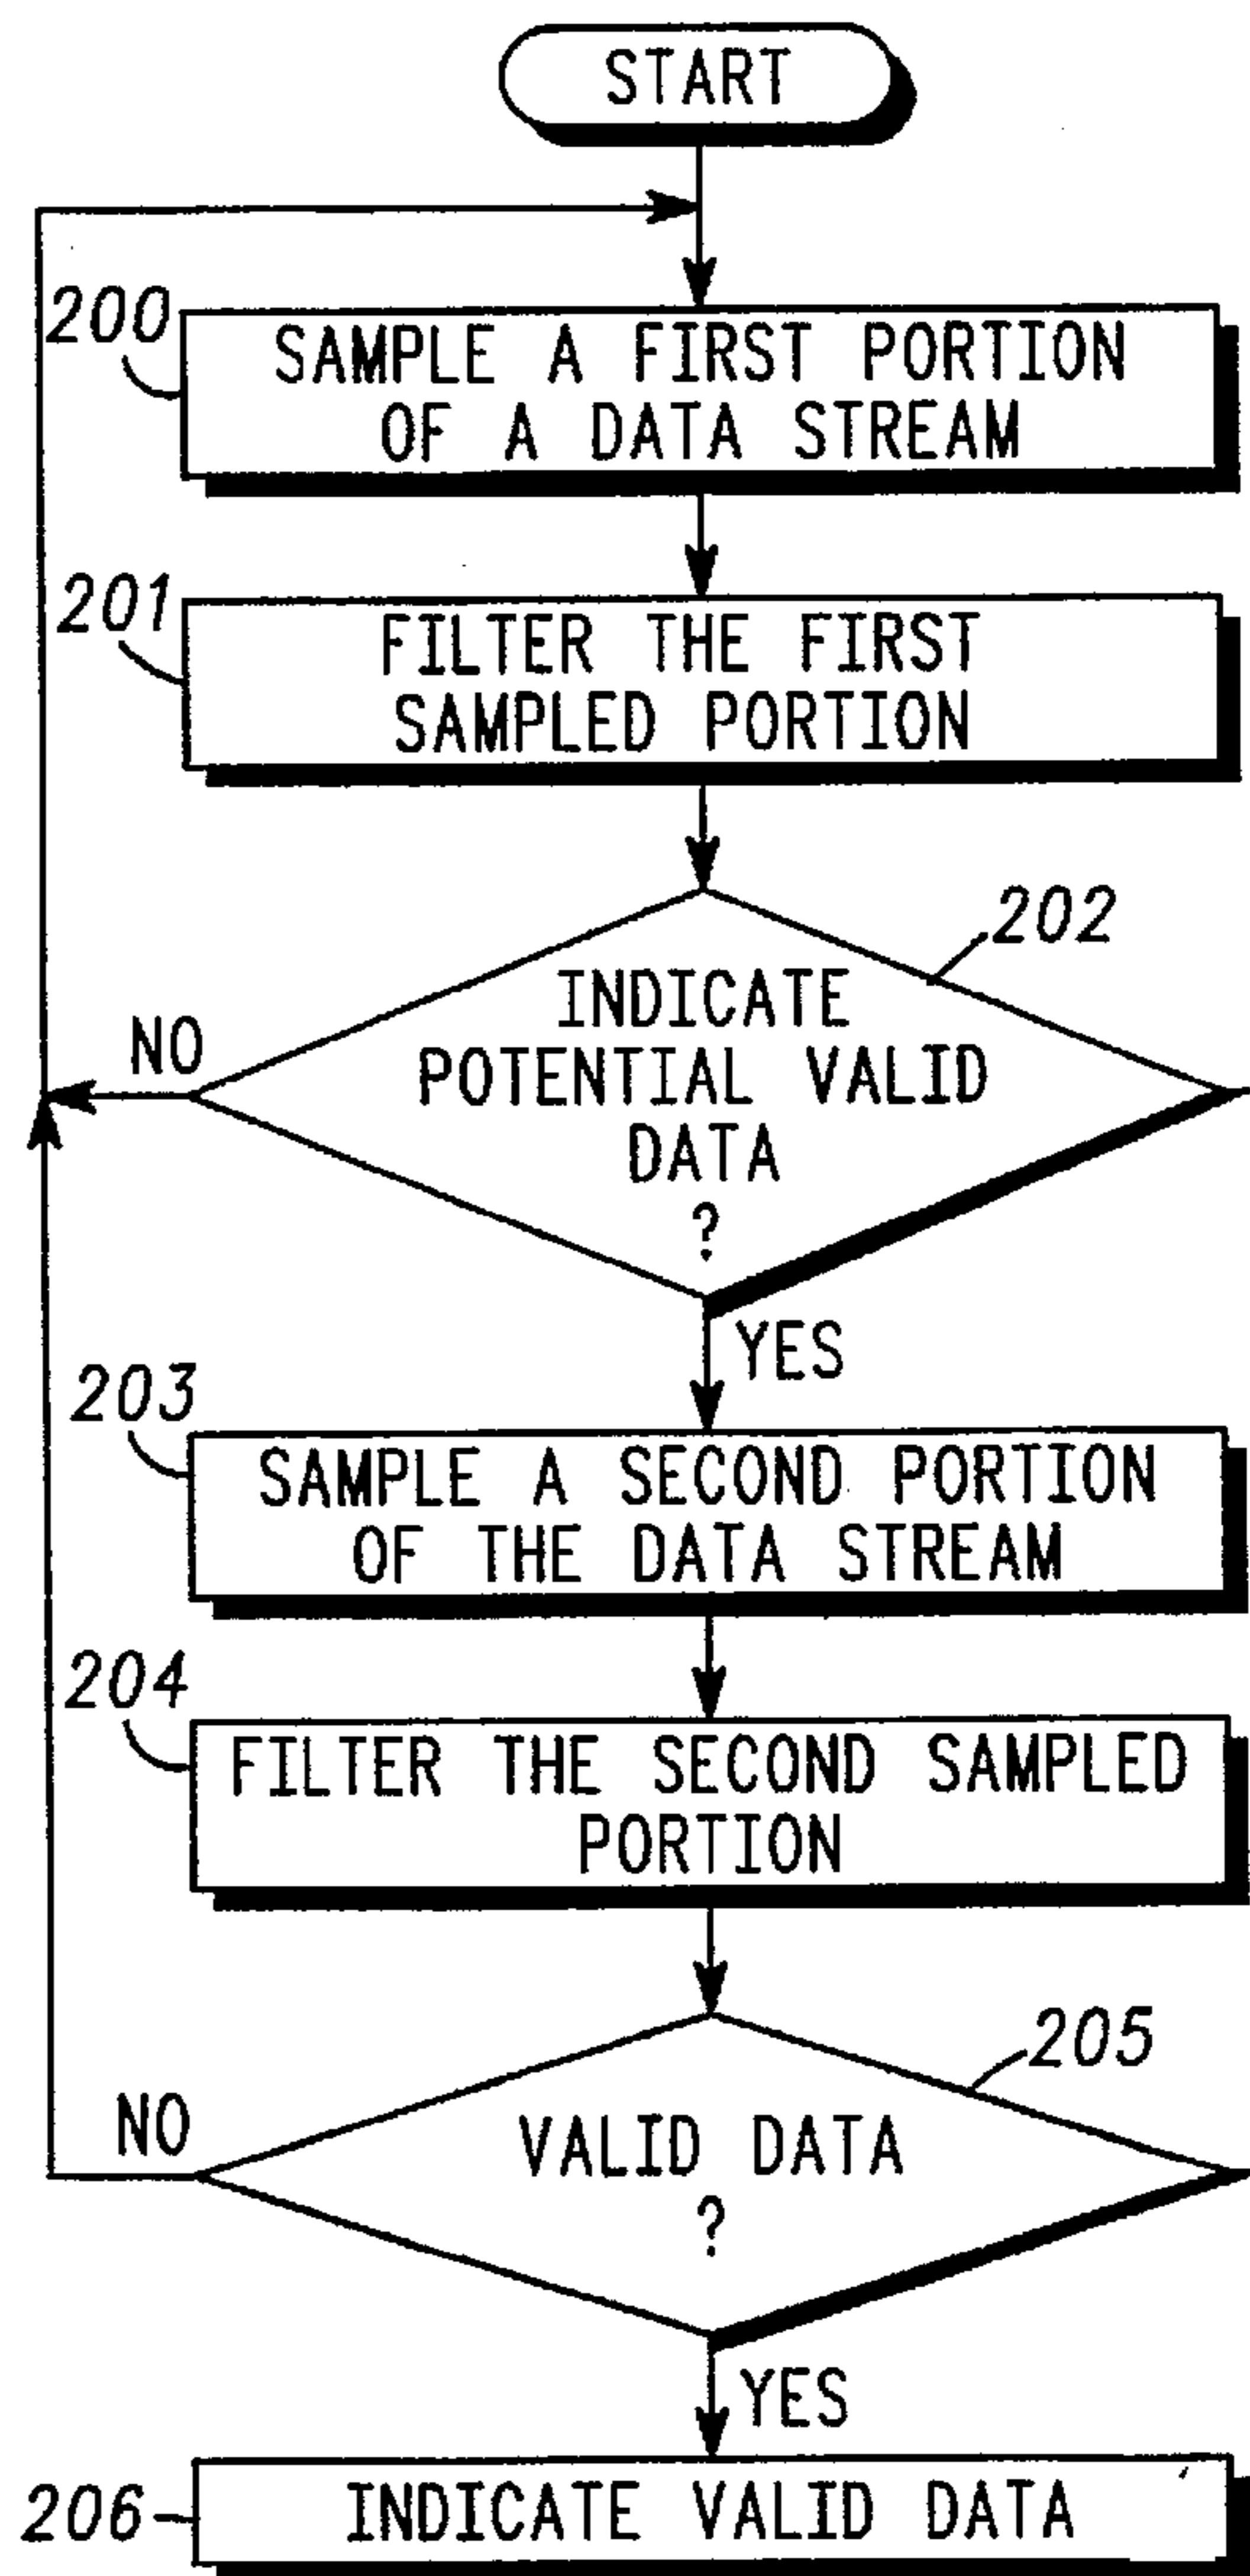 START
200
SAMPLE A FIRST PORTION
OF A DATA STREAM
201
FILTER THE FIRST
SAMPLED PORTION
202
INDICATE
POTENTIAL VALID
DATA
?
NO
YES
203
SAMPLE A SECOND PORTION
OF THE DATA STREAM
204
FILTER THE SECOND SAMPLED
PORTION
205
VALID DATA
?
NO
YES
206
INDICATE VALID DATA